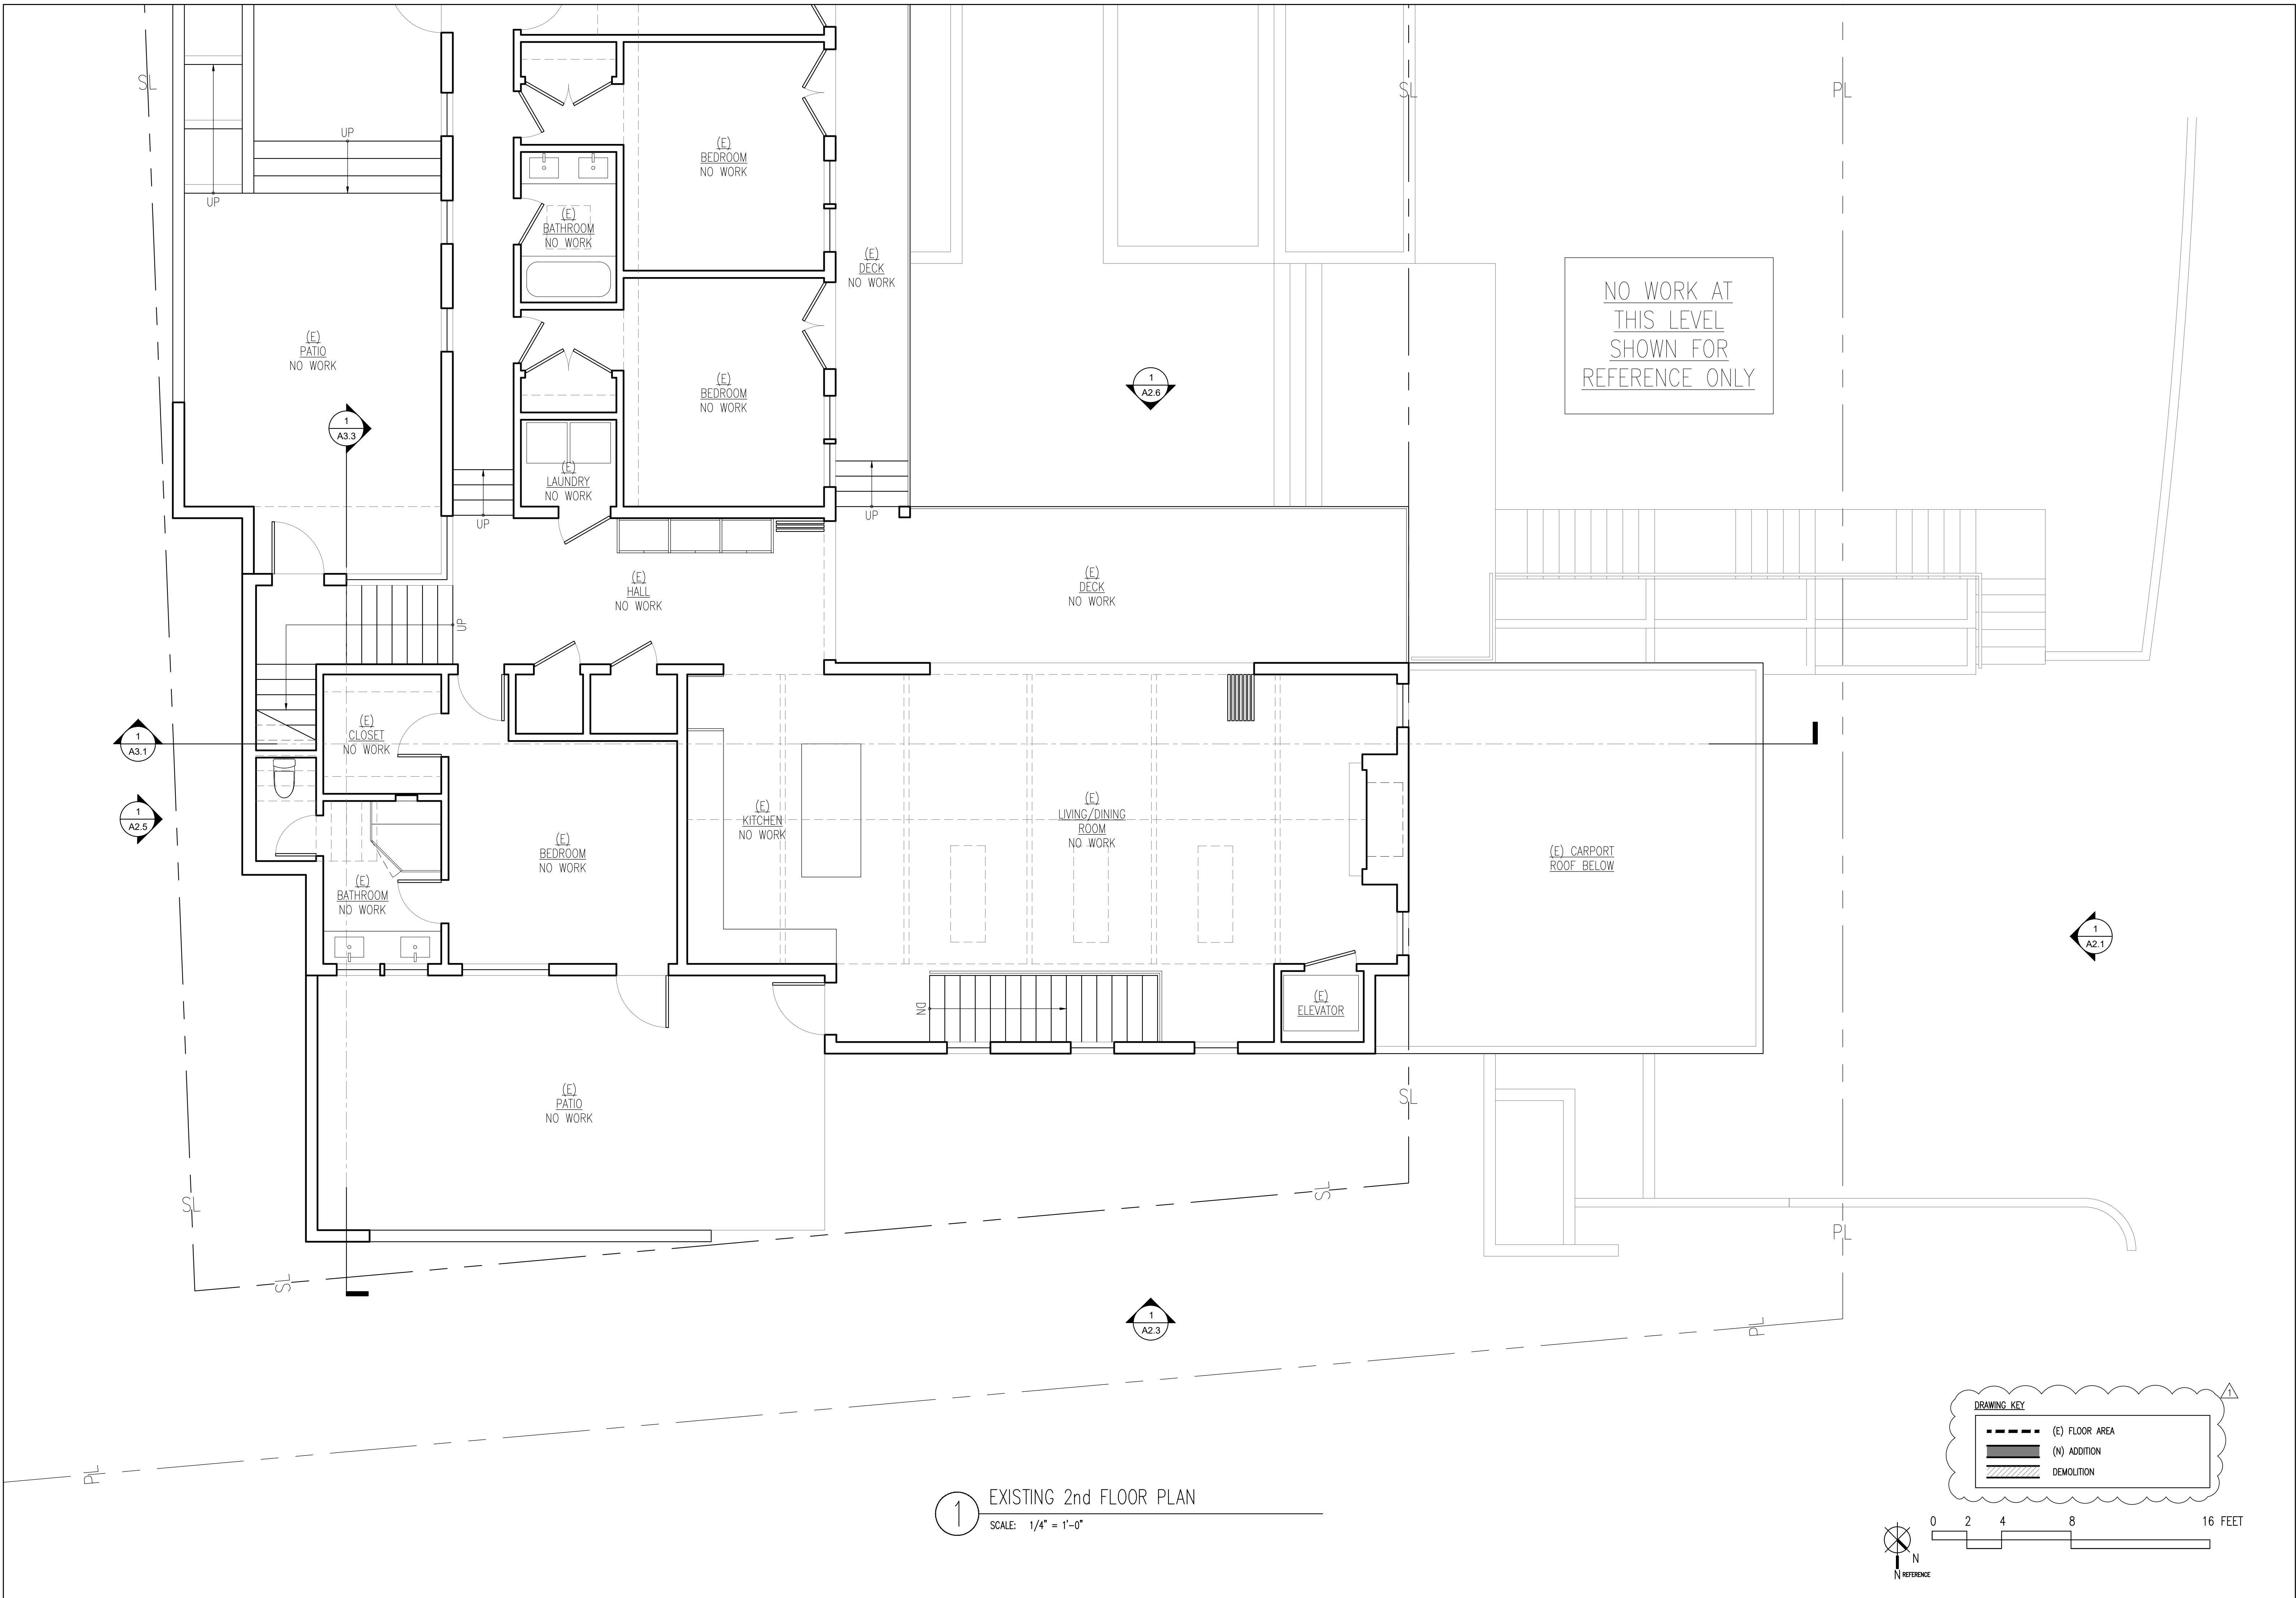 SL
SL
PL
UP
UP
(E)
BEDROOM
NO WORK
(E)
BATHROOM
NO WORK
(E)
DECK
NO WORK
NO WORK AT
THIS LEVEL
SHOWN FOR
REFERENCE ONLY
(E)
PATIO
NO WORK
(E)
BEDROOM
NO WORK
1
A2.6
1
A3.3
(E)
LAUNDRY
NO WORK
UP
UP
(E)
HALL
NO WORK
(E)
DECK
NO WORK
UP
(E)
CLOSET
NO WORK
1
A3.1
1
A2.5
(E)
KITCHEN
NO WORK
(E)
LIVING/DINING
ROOM
NO WORK
(E)
BEDROOM
NO WORK
(E) CARPORT
ROOF BELOW
(E)
BATHROOM
NO WORK
1
A2.1
DN
(E)
ELEVATOR
(E)
PATIO
NO WORK
SL
SL
SL
SL
PL
1
A2.3
PL
PL
1
DRAWING KEY
(E) FLOOR AREA
(N) ADDITION
DEMOLITION
1
EXISTING 2nd FLOOR PLAN
SCALE: 1/4" = 1'-0"
0 2 4 8 16 FEET
N
N REFERENCE